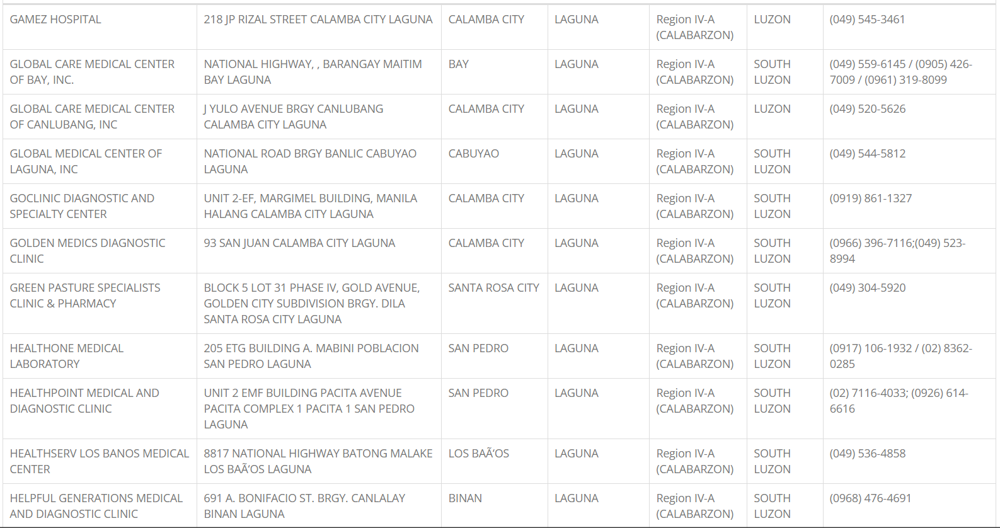 GAMEZ HOSPITAL 218 JP RIZAL STREET CALAMBA CITY LAGUNA CALAMBA CITY LAGUNA Region IV-A LUZON (049) 545-3461
(CALABARZON)
GLOBAL CARE MEDICAL CENTER NATIONAL HIGHWAY, , BARANGAY MAITIM BAY LAGUNA Region IV-A SOUTH (049) 559-6145 / (0905) 426-
OF BAY, INC. BAY LAGUNA (CALABARZON) LUZON 7009 / (0961) 319-8099
GLOBAL CARE MEDICAL CENTER J YULO AVENUE BRGY CANLUBANG CALAMBA CITY LAGUNA Region IV-A LUZON (049) 520-5626
OF CANLUBANG, INC CALAMBA CITY LAGUNA (CALABARZON)
GLOBAL MEDICAL CENTER OF NATIONAL ROAD BRGY BANLIC CABUYAO CABUYAO LAGUNA Region IV-A SOUTH (049) 544-5812
LAGUNA, INC LAGUNA (CALABARZON) LUZON
GOCLINIC DIAGNOSTIC AND UNIT 2-EF, MARGIMEL BUILDING, MANILA CALAMBA CITY LAGUNA Region IV-A SOUTH (0919) 861-1327
SPECIALTY CENTER HALANG CALAMBA CITY LAGUNA (CALABARZON) LUZON
GOLDEN MEDICS DIAGNOSTIC 93 SAN JUAN CALAMBA CITY LAGUNA CALAMBA CITY LAGUNA Region IV-A SOUTH (0966) 396-7116;(049) 523-
CLINIC (CALABARZON) LUZON 8994
GREEN PASTURE SPECIALISTS BLOCK 5 LOT 31 PHASE IV, GOLD AVENUE, SANTA ROSA CITY LAGUNA Region IV-A SOUTH (049) 304-5920
CLINIC & PHARMACY GOLDEN CITY SUBDIVISION BRGY. DILA (CALABARZON) LUZON
SANTA ROSA CITY LAGUNA
HEALTHONE MEDICAL 205 ETG BUILDING A. MABINI POBLACION SAN PEDRO LAGUNA Region IV-A SOUTH (0917) 106-1932 / (02) 8362-
LABORATORY SAN PEDRO LAGUNA (CALABARZON) LUZON 0285
HEALTHPOINT MEDICAL AND UNIT 2 EMF BUILDING PACITA AVENUE SAN PEDRO LAGUNA Region IV-A SOUTH (02) 7116-4033; (0926) 614-
DIAGNOSTIC CLINIC PACITA COMPLEX 1 PACITA 1 SAN PEDRO (CALABARZON) LUZON 6616
LAGUNA
HEALTHSERV LOS BANOS MEDICAL 8817 NATIONAL HIGHWAY BATONG MALAKE LOS BAÃ‘OS LAGUNA Region IV-A SOUTH (049) 536-4858
CENTER LOS BAÃ‘OS LAGUNA (CALABARZON) LUZON
HELPFUL GENERATIONS MEDICAL 691 A. BONIFACIO ST. BRGY. CANLALAY BINAN LAGUNA Region IV-A SOUTH (0968) 476-4691
AND DIAGNOSTIC CLINIC BINAN LAGUNA (CALABARZON) LUZON